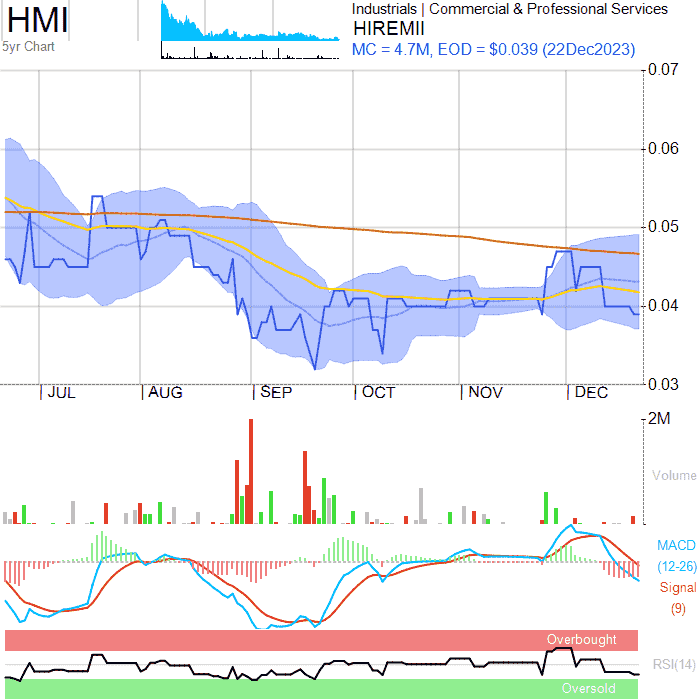 HMI
5yr Chart
Industrials | Commercial & Professional Services
HIREMII
MC = 4.7M, EOD = $0.039 (22Dec2023)
0.07
0.06
0.05
0.04
0.03
JUL AUG SEP OCT NOV DEC
2M
Volume
MACD
(12-26)
Signal
(9)
Overbought
RSI(14)
Oversold